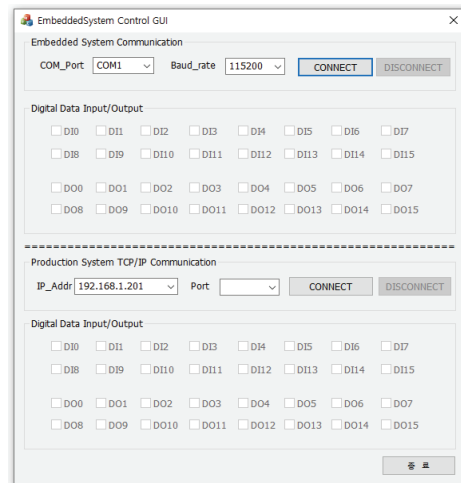 EmbeddedSystem Control GUI
Embedded System Communication
COM_Port COM1 Baud_rate 115200 CONNECT DISCONNECT
Digital Data Input/Output
DI0 DI1 DI2 DI3 DI4 DI5 DI6 DI7
DI8 DI9 DI10 DI11 DI12 DI13 DI14 DI15
DO0 DO1 DO2 DO3 DO4 DO5 DO6 DO7
DO8 DO9 DO10 DO11 DO12 DO13 DO14 DO15
Production System TCP/IP Communication
IP_Addr 192.168.1.201 Port CONNECT DISCONNECT
Digital Data Input/Output
DI0 DI1 DI2 DI3 DI4 DI5 DI6 DI7
DI8 DI9 DI10 DI11 DI12 DI13 DI14 DI15
DO0 DO1 DO2 DO3 DO4 DO5 DO6 DO7
DO8 DO9 DO10 DO11 DO12 DO13 DO14 DO15
종 료